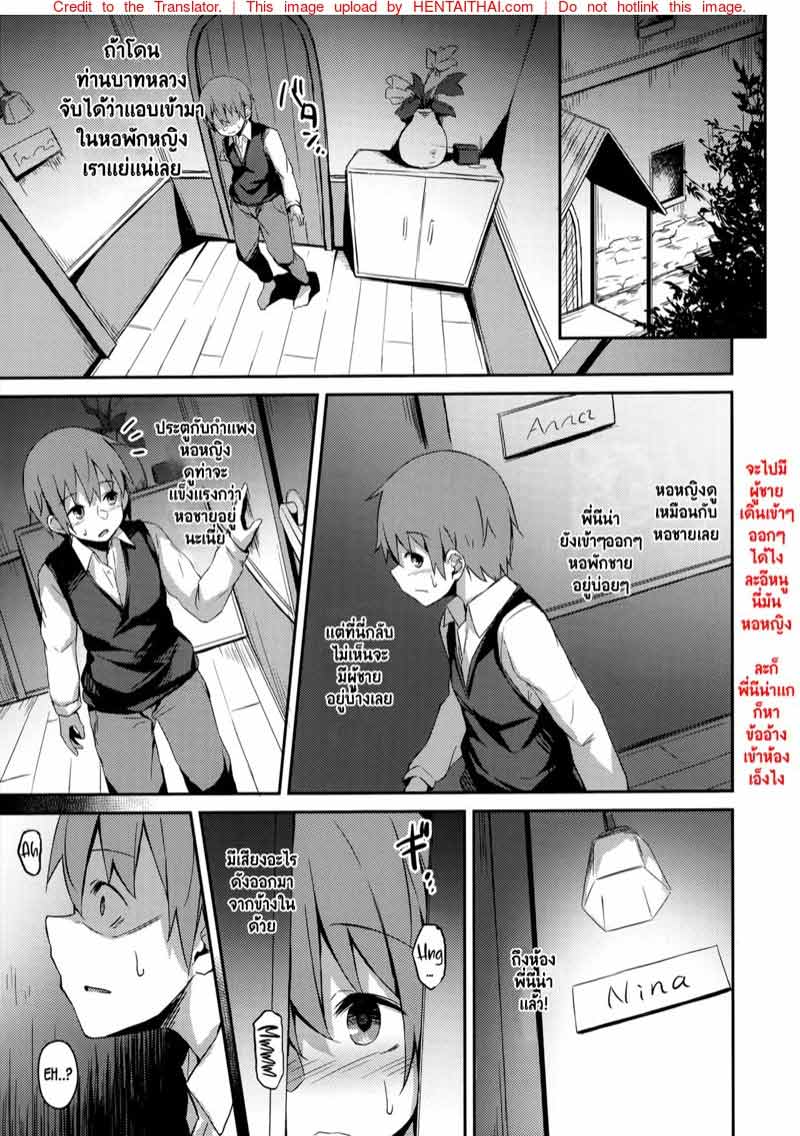 Credit to the Translator. | This image upload by HENTAITHAI.com | Do not hotlink this image.
ถ้าโดน
ท่านบาทหลวง
จับได้ว่าแอบเข้ามา
ในหอพักหญิง
เราแย่แน่เลย
Anna
หอหญิงดู
เหมือนกับ
หอชายเลย
พี่นีน่า
ยังเข้าๆออกๆ
หอพักชาย
อยู่บ่อยๆ
แต่ที่นี่กลับ
ไม่เห็นจะ
มีผู้ชาย
อยู่บ้างเลย
ประตูกับกำแพง
หอหญิง
ดูท่าจะ
แข็งแรงกว่า
หอชายอยู่
นะเนี่ย
จะไปมี
ผู้ชาย
เดินเข้าๆ
ออกๆ
ได้ไง
ละอีหนู
นี่มัน
หอหญิง
ละก็
พี่นีน่าแก
ก็หา
ข้ออ้าง
เข้าห้อง
เอ็งไง
ถึงห้อง
พี่นีน่า
แล้ว!
Nina
มีเสียงอะไร
ดังออกมา
จากข้างใน
ด้วย
Hng
...
Mwww
Ah
EH..?